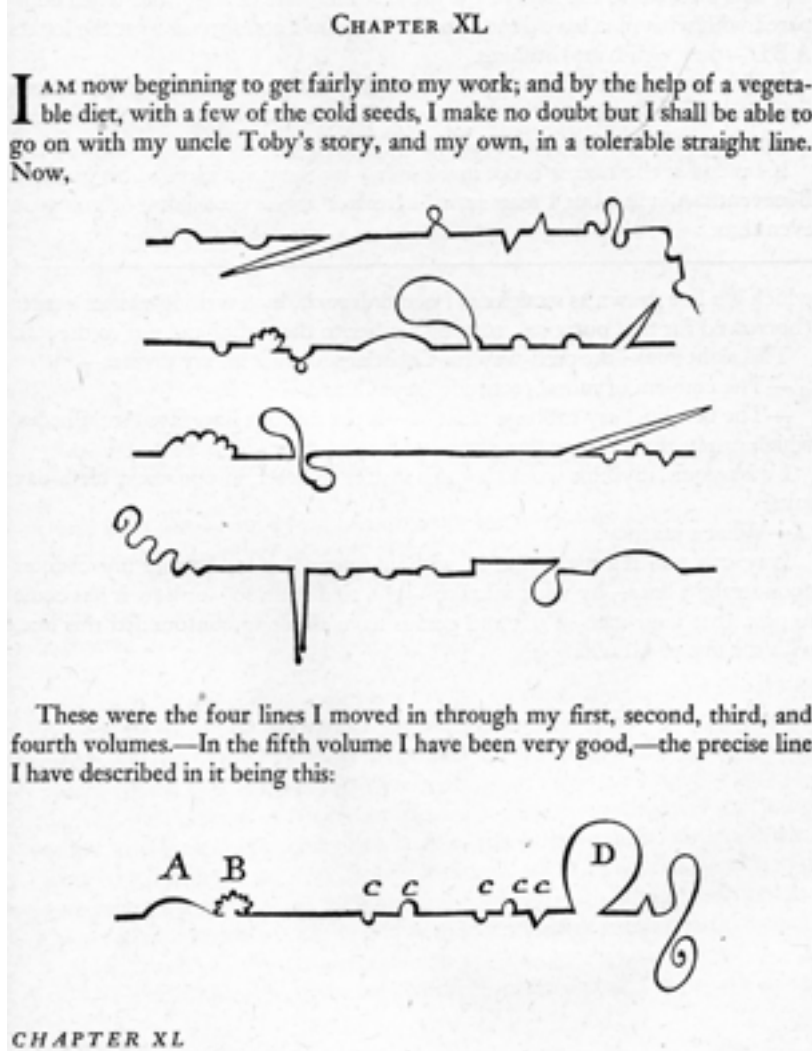 CHAPTER XL
I AM now beginning to get fairly into my work; and by the help of a vegeta-
ble diet, with a few of the cold seeds, I make no doubt but I shall be able to
go on with my uncle Toby's story, and my own, in a tolerable straight line.
Now,
These were the four lines I moved in through my first, second, third, and
fourth volumes.—In the fifth volume I have been very good,—the precise line
I have described in it being this:
A B c c c c c D
CHAPTER XL